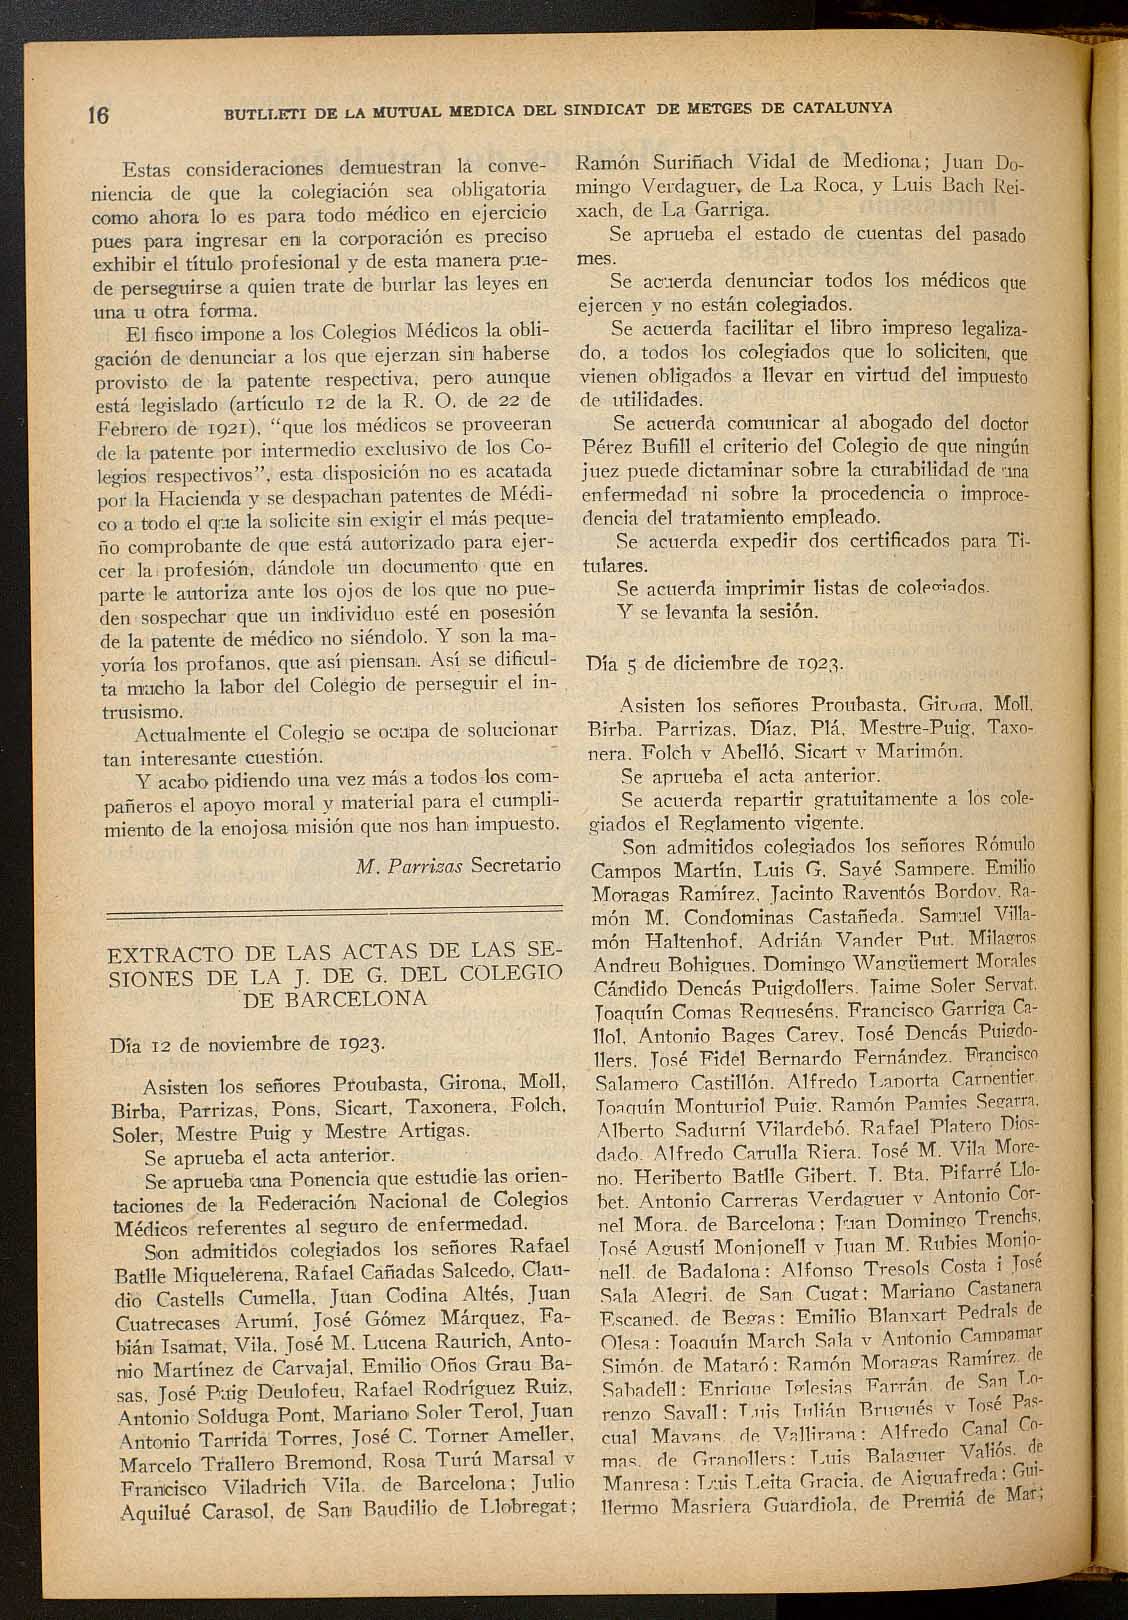 16
BUTLLETI DE LA MUTUAL MEDICA DEL SINDICAT DE METGES DE CATALUNYA
Estas consideraciones demuestran la conve-
niencia de que la colegiación sea obligatoria
como ahora lo es para todo médico en ejercicio
pues para ingresar en la corporación es preciso
exhibir el título profesional y de esta manera pue-
de perseguirse a quien trate de burlar las leyes en
una u otra forma.
El fisco impone a los Colegios Médicos la obli-
gación de denunciar a los que ejerzan sin haberse
provisto de la patente respectiva, pero aunque
está legislado (artículo 12 de la R. O. de 22 de
Febrero de 1921), "que los médicos se proveeran
de la patente por intermedio exclusivo de los Co-
legios respectivos", esta disposición no es acatada
por la Hacienda y se despachan patentes de Médi-
co a todo el que la solicite sin exigir el más peque-
ño comprobante de que está autorizado para ejer-
cer la profesión, dándole un documento que en
parte le autoriza ante los ojos de los que no pue-
den sospechar que un individuo esté en posesión
de la patente de médico no siéndolo. Y son la ma-
yoría los profanos, que así piensan. Así se dificul-
ta mucho la labor del Colegio de perseguir el in-
trusismo.
Actualmente el Colegio se ocupa de solucionar
tan interesante cuestión.
Y acabo pidiendo una vez más a todos los com-
pañeros el apoyo moral y material para el cumpli-
miento de la enojosa misión que nos han impuesto.
M. Parrizas Secretario
EXTRACTO DE LAS ACTAS DE LAS SE-
SIONES DE LA J. DE G. DEL COLEGIO
DE BARCELONA
Día 12 de noviembre de 1923.
Asisten los señores Proubasta, Girona, Moll,
Birba, Parrizas, Pons, Sicart, Taxonera, Folch,
Soler, Mestre Puig y Mestre Artigas.
Se aprueba el acta anterior.
Se aprueba una Ponencia que estudie las orien-
taciones de la Federación Nacional de Colegios
Médicos referentes al seguro de enfermedad.
Son admitidos colegiados los señores Rafael
Batlle Miquelerena, Rafael Cañadas Salcedo, Clau-
dio Castells Cumella, Juan Codina Altés, Juan
Cuatrecases Arumí, José Gómez Márquez, Fa-
bián Isamat, Vila, José M. Lucena Raurich, Anto-
nio Martínez de Carvajal, Emilio Oños Grau Ba-
sas, José Puig Deulofeu, Rafael Rodríguez Ruiz,
Antonio Solduga Pont, Mariano Soler Terol, Juan
Antonio Tarrida Torres, José C. Torner Ameller,
Marcelo Trallero Bremond, Rosa Turú Marsal y
Francisco Viladrich Vila, de Barcelona; Julio
Aquilué Carasol, de San Baudilio de Llobregat;
Ramón Suriñach Vidal de Mediona; Juan Do-
mingo Verdaguer, de La Roca, y Luis Bach Rei-
xach, de La Garriga.
Se aprueba el estado de cuentas del pasado
mes.
Se acuerda denunciar todos los médicos que
ejercen y no están colegiados.
Se acuerda facilitar el libro impreso legaliza-
do, a todos los colegiados que lo soliciten, que
vienen obligados a llevar en virtud del impuesto
de utilidades.
Se acuerda comunicar al abogado del doctor
Pérez Bufill el criterio del Colegio de que ningún
juez puede dictaminar sobre la curabilidad de una
enfermedad ni sobre la procedencia o improce-
dencia del tratamiento empleado.
Se acuerda expedir dos certificados para Ti-
tulares.
Se acuerda imprimir listas de colegiados.
Y se levanta la sesión.
Día 5 de diciembre de 1923.
Asisten los señores Proubasta, Girona, Moll,
Birba, Parrizas, Díaz, Plá, Mestre-Puig, Taxo-
nera, Folch y Abelló, Sicart y Marimón.
Se aprueba el acta anterior.
Se acuerda repartir gratuitamente a los cole-
giados el Reglamento vigente.
Son admitidos colegiados los señores Rómulo
Campos Martín, Luis G. Sayé Sampere, Emilio
Moragas Ramírez, Jacinto Raventós Bordoy, Ra-
món M. Condominas Castañeda, Samuel Villa-
món Haltenhof, Adrián Vander Put, Milagros
Andreu Bohigues, Domingo Wangüemert Morales
Cándido Dencás Puigdollers, Jaime Soler Servat,
Joaquín Comas Requeséns, Francisco Garriga Ca-
llol, Antonio Bages Carey, José Dencás Puigdo-
llers, José Fidel Bernardo Fernández, Francisco
Salamero Castillón, Alfredo Laporta Carpentier
Joaquín Monturiol Puig, Ramón Pamies Segarra,
Alberto Sadurní Vilardebó, Rafael Platero Dios-
dado, Alfredo Carulla Riera, José M. Vila More-
no, Heriberto Batlle Gibert, J. Bta. Pifarré Llo-
bet, Antonio Carreras Verdaguer y Antonio Cor-
nel Mora, de Barcelona; Juan Domingo Trenchs,
José Agustí Monjonell y Juan M. Rubies Monjo-
nell, de Badalona; Alfonso Tresols Costa i José
Sala Alegri, de San Cugat; Mariano Castanera
Escaned, de Begas; Emilio Blanxart Pedrals de
Olesa; Joaquín March Sala y Antonio Campamar
Simón, de Mataró; Ramón Moragas Ramírez, de
Sabadell; Enrique Iglesias Farrán, de San Lo-
renzo Savall; Luis Julián Brugués y José Pas-
cual Mayans, de Vallirana; Alfredo Canal Co-
mas, de Granollers; Luis Balaguer Vallós, de
Manresa; Luis Leita Gracia, de Aiguafreda; Gui-
llermo Masriera Guardiola, de Premiá de Mar;